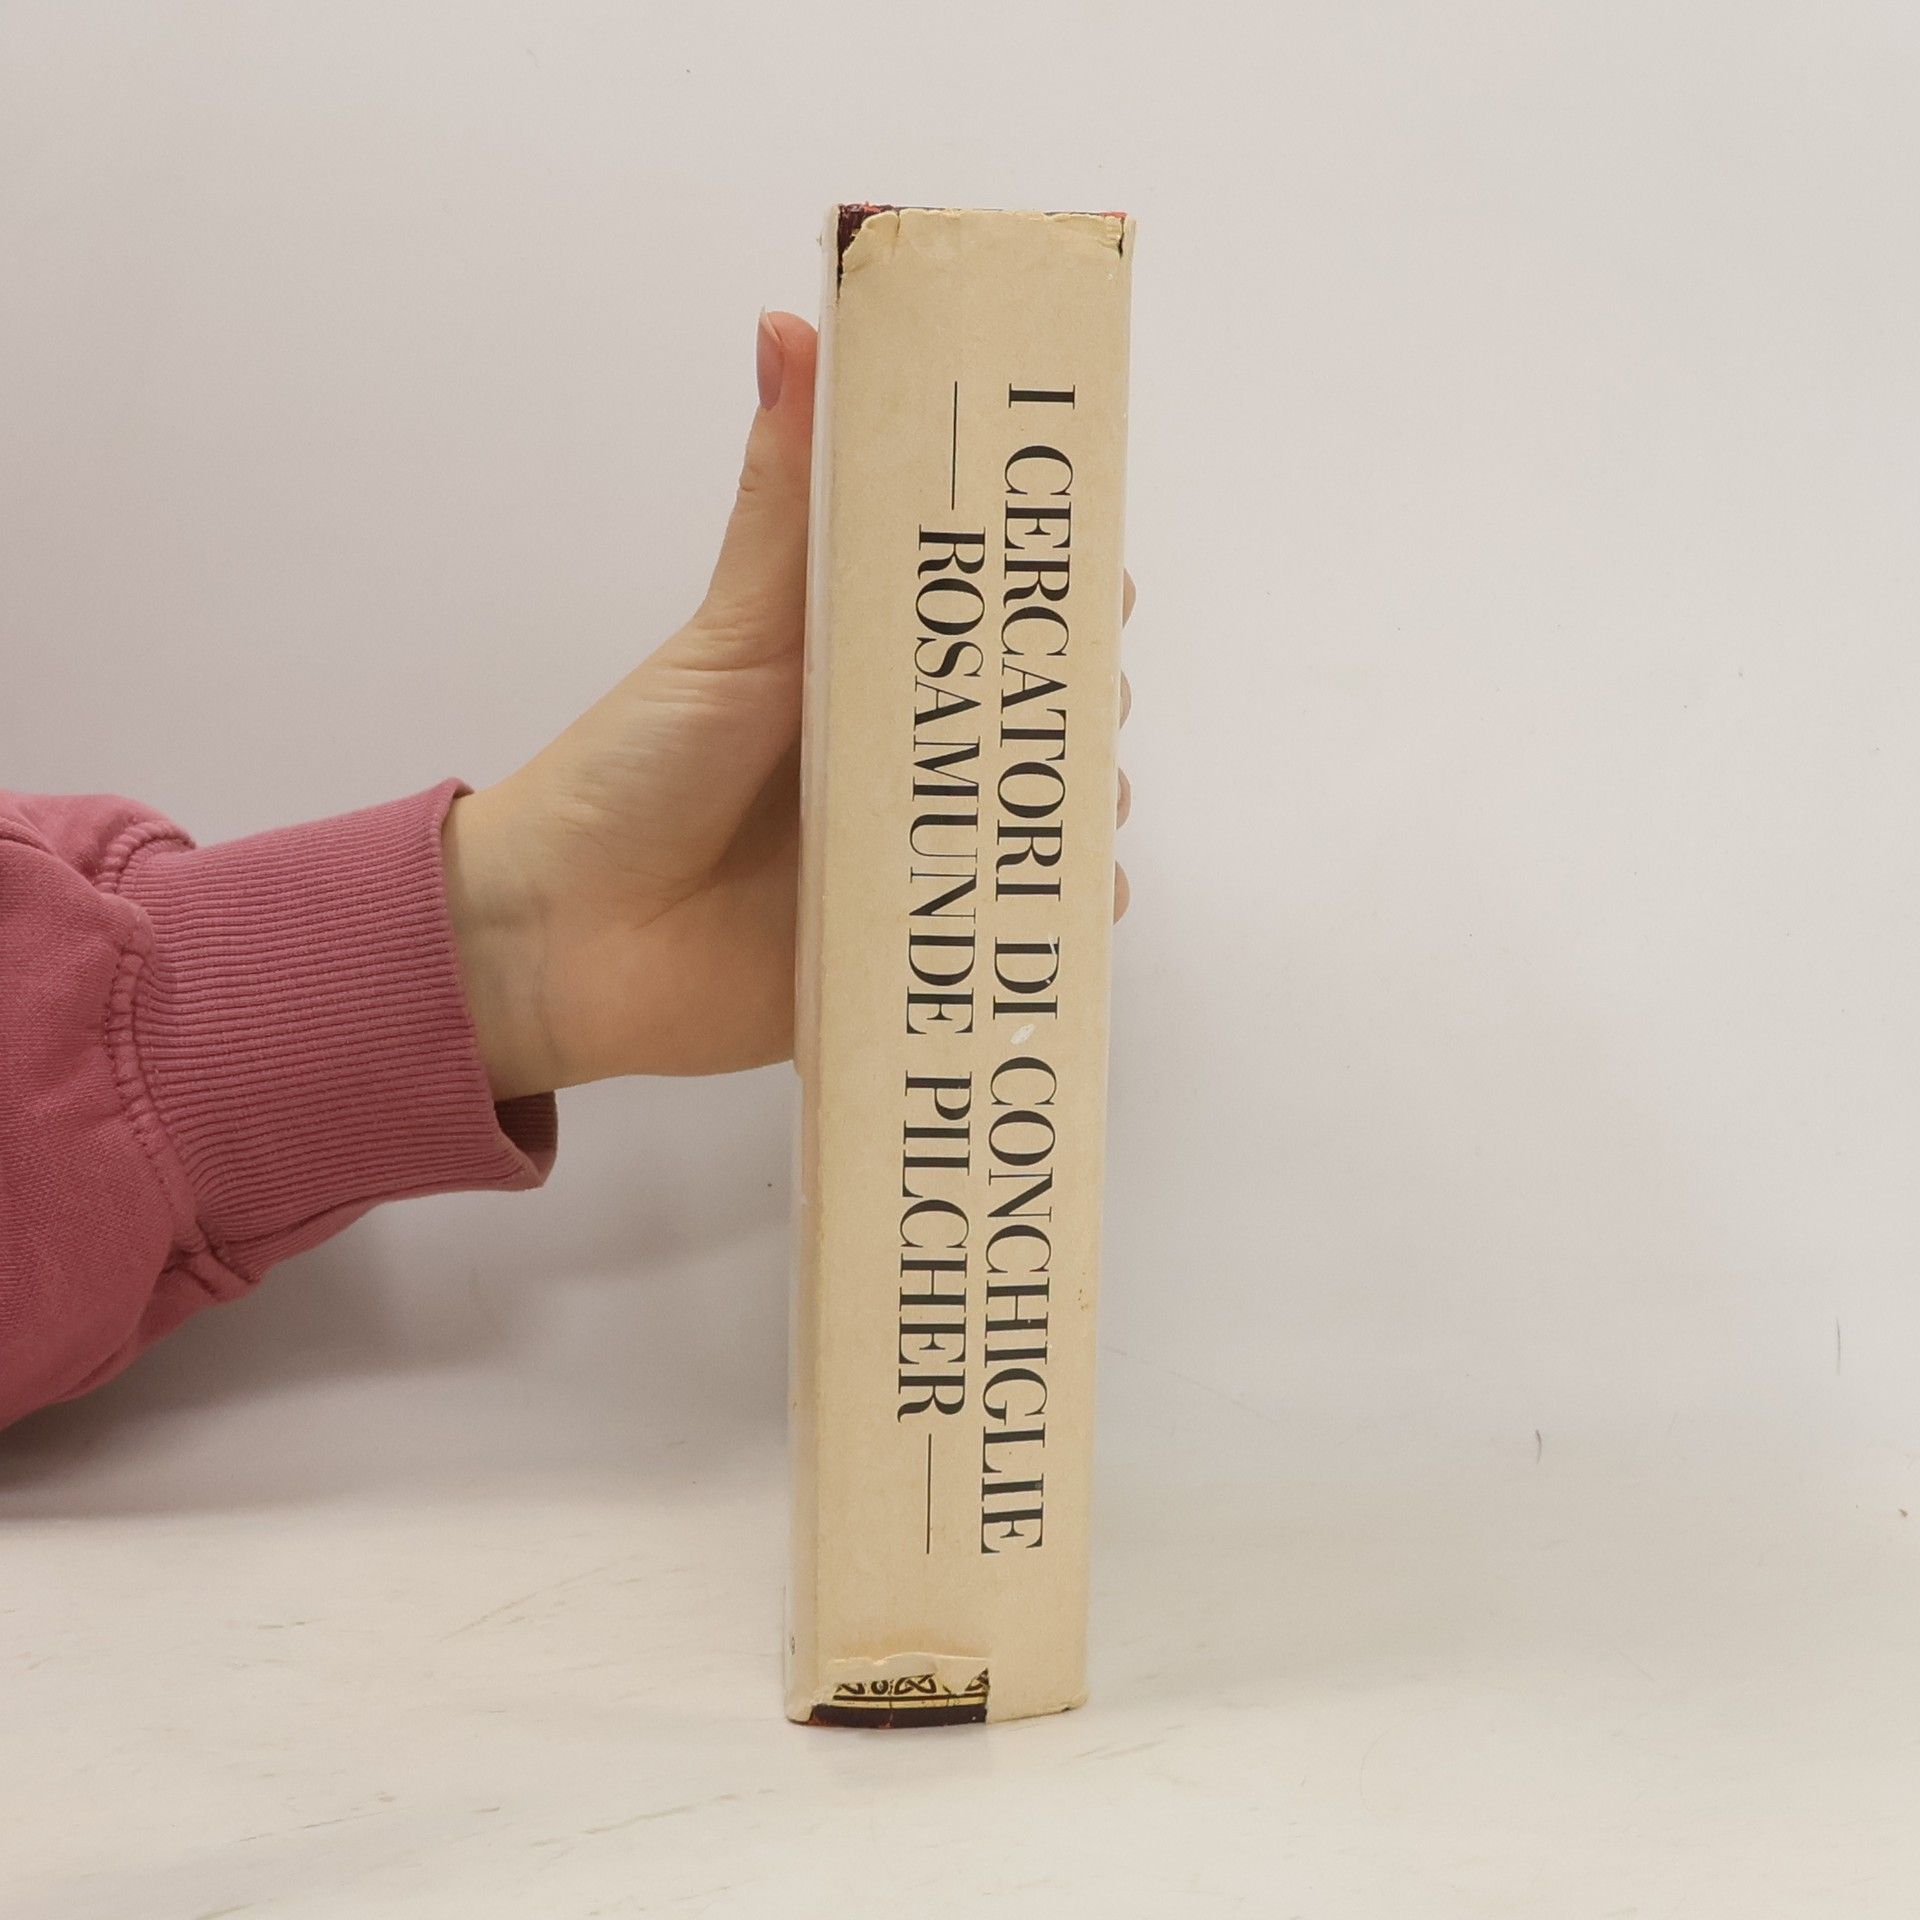 I CERCATORI DI CONCHIGLIE
ROSAMUNDE PILCHER